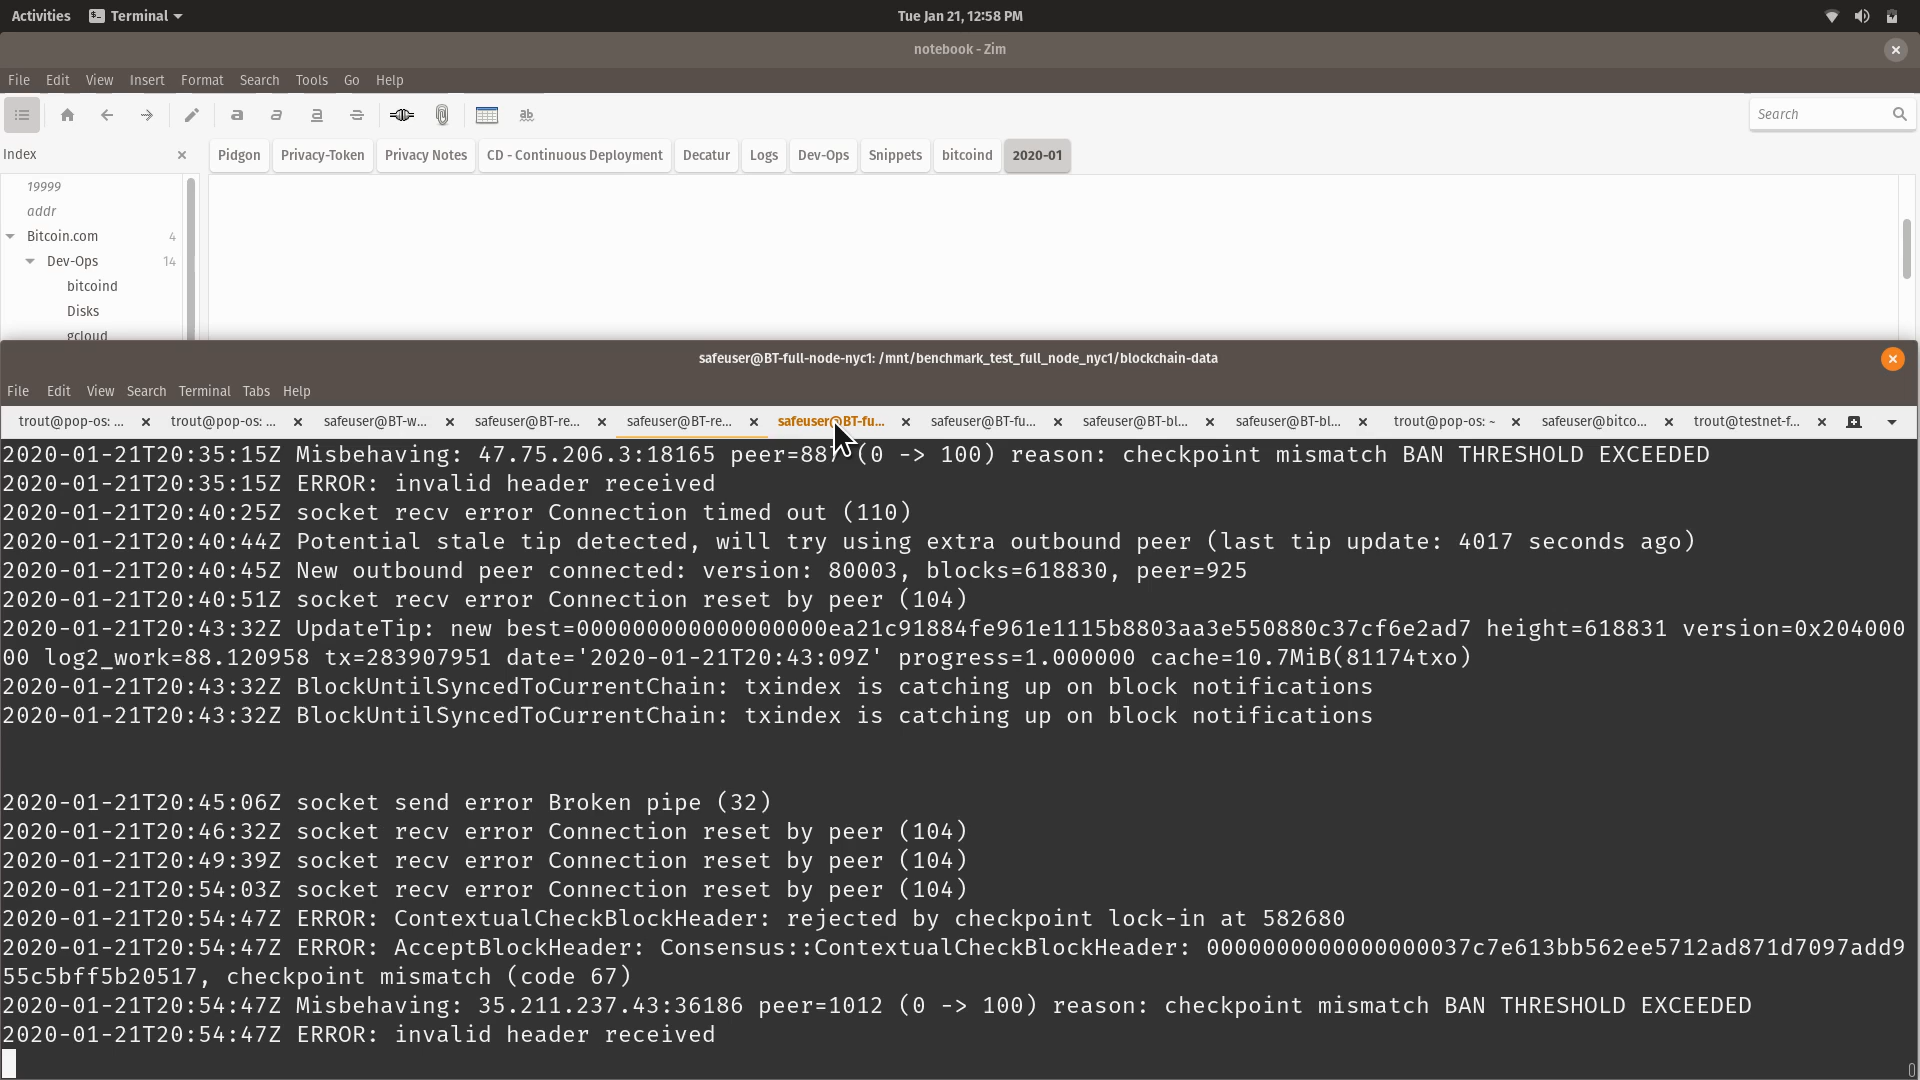 Activities Terminal Tue Jan 21, 12:58 PM
notebook - Zim
File Edit View Insert Format Search Tools Go Help
Search
Index
Pidgon Privacy-Token Privacy Notes CD - Continuous Deployment Decatur Logs Dev-Ops Snippets bitcoind 2020-01
19999
addr
Bitcoin.com 4
Dev-Ops 14
bitcoind
Disks
gcloud
safeuser@BT-full-node-nyc1: /mnt/benchmark_test_full_node_nyc1/blockchain-data
File Edit View Search Terminal Tabs Help
trout@pop-os: ... trout@pop-os: ... safeuser@BT-w... safeuser@BT-re... safeuser@BT-re... safeuser@BT-fu... safeuser@BT-fu... safeuser@BT-bl... safeuser@BT-bl... trout@pop-os: ~ safeuser@bitco... trout@testnet-f...
2020-01-21T20:35:15Z Misbehaving: 47.75.206.3:18165 (0 -> 100) reason: checkpoint mismatch BAN THRESHOLD EXCEEDED
2020-01-21T20:35:15Z ERROR: invalid header received
2020-01-21T20:40:25Z socket recv error Connection timed out (110)
2020-01-21T20:40:44Z Potential stale tip detected, will try using extra outbound peer (last tip update: 4017 seconds ago)
2020-01-21T20:40:45Z New outbound peer connected: version: 80003, blocks=618830, peer=925
2020-01-21T20:40:51Z socket recv error Connection reset by peer (104)
2020-01-21T20:43:32Z UpdateTip: new best=000000000000000000ea21c91884fe961e1115b8803aa3e550880c37cf6e2ad7 height=618831 version=0x204000
00 log2_work=88.120958 tx=283907951 date='2020-01-21T20:43:09Z' progress=1.000000 cache=10.7MiB(81174txo)
2020-01-21T20:43:32Z BlockUntilSyncedToCurrentChain: txindex is catching up on block notifications
2020-01-21T20:43:32Z BlockUntilSyncedToCurrentChain: txindex is catching up on block notifications
2020-01-21T20:45:06Z socket send error Broken pipe (32)
2020-01-21T20:46:32Z socket recv error Connection reset by peer (104)
2020-01-21T20:49:39Z socket recv error Connection reset by peer (104)
2020-01-21T20:54:03Z socket recv error Connection reset by peer (104)
2020-01-21T20:54:47Z ERROR: ContextualCheckBlockHeader: rejected by checkpoint lock-in at 582680
2020-01-21T20:54:47Z ERROR: AcceptBlockHeader: Consensus::ContextualCheckBlockHeader: 00000000000000000037c7e613bb562ee5712ad871d7097add9
55c5bff5b20517, checkpoint mismatch (code 67)
2020-01-21T20:54:47Z Misbehaving: 35.211.237.43:36186 peer=1012 (0 -> 100) reason: checkpoint mismatch BAN THRESHOLD EXCEEDED
2020-01-21T20:54:47Z ERROR: invalid header received